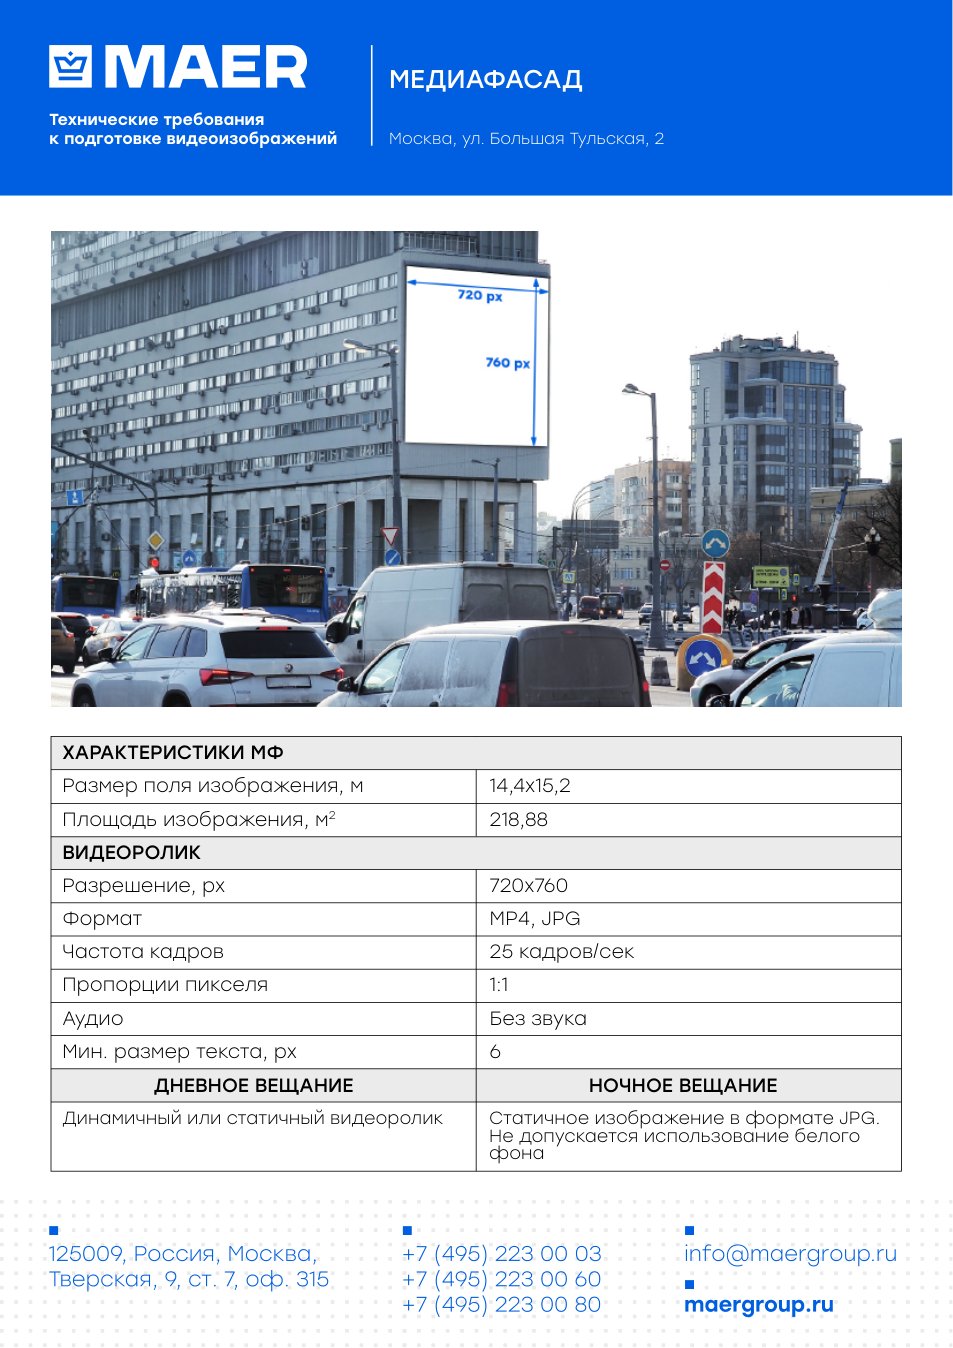 MAER
Технические требования
к подготовке видеоизображений
МЕДИАФАСАД
Москва, ул. Большая Тульская, 2
720 px
760 px
ХАРАКТЕРИСТИКИ МФ
Размер поля изображения, м
14,4х15,2
Площадь изображения, м²
218,88
ВИДЕОРОЛИК
Разрешение, px
720х760
Формат
MP4, JPG
Частота кадров
25 кадров/сек
Пропорции пикселя
1:1
Аудио
Без звука
Мин. размер текста, px
6
ДНЕВНОЕ ВЕЩАНИЕ
НОЧНОЕ ВЕЩАНИЕ
Динамичный или статичный видеоролик
Статичное изображение в формате JPG.
Не допускается использование белого
фона
125009, Россия, Москва,
Тверская, 9, ст. 7, оф. 315
+7 (495) 223 00 03
+7 (495) 223 00 60
+7 (495) 223 00 80
info@maergroup.ru
maergroup.ru